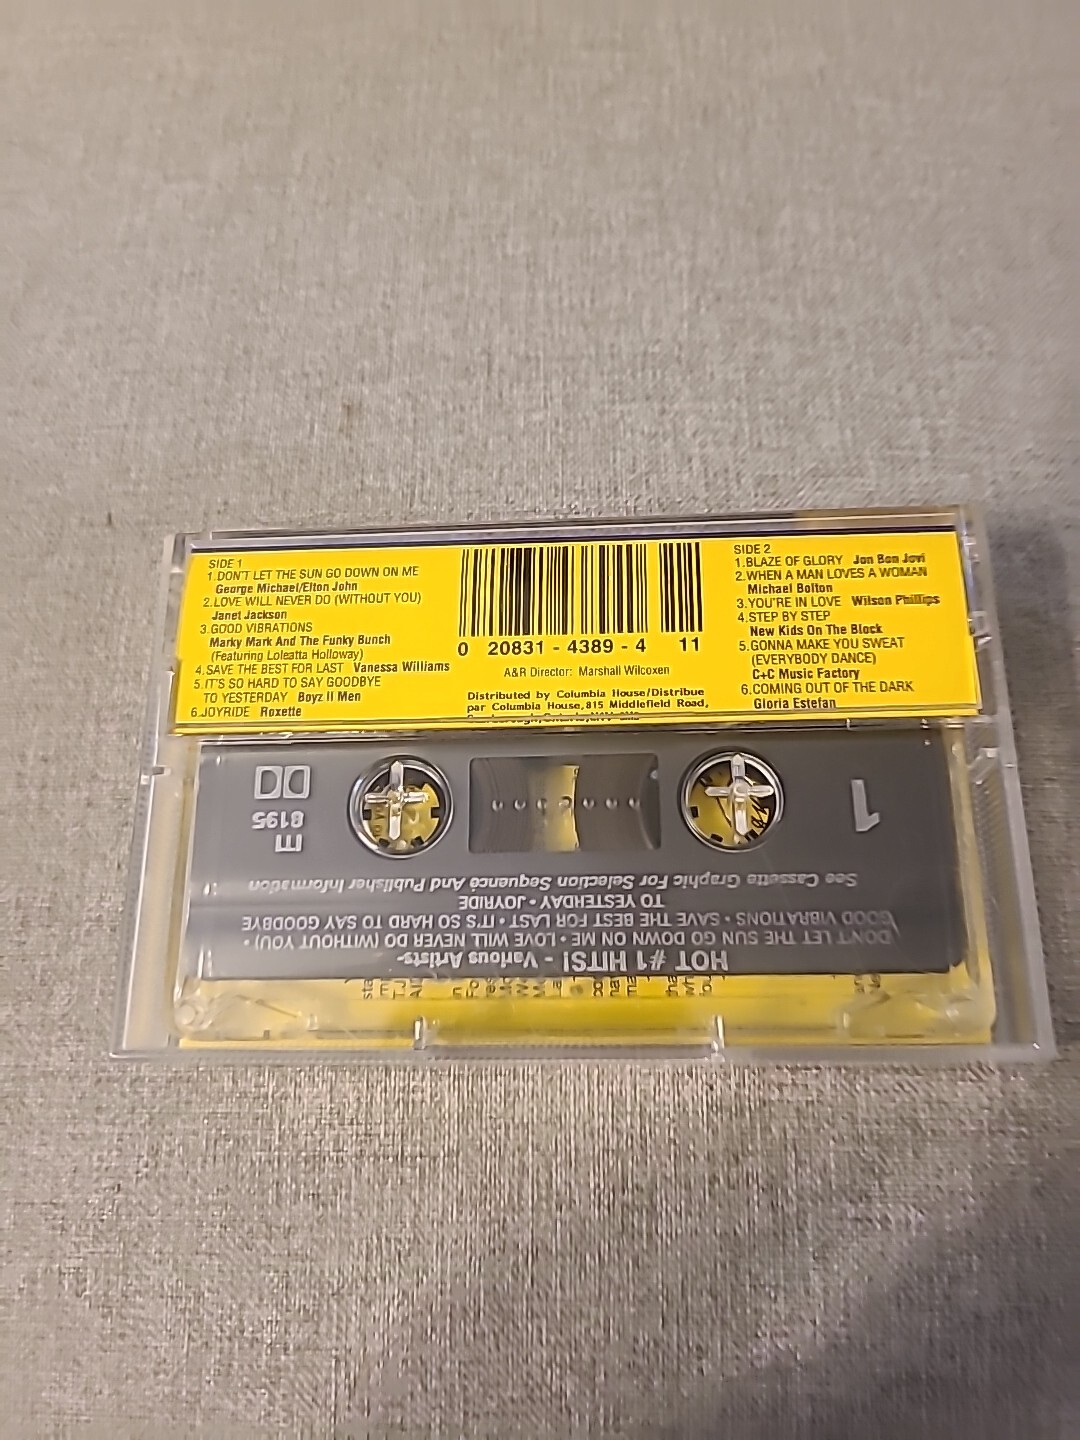 SIDE 1
1.DON'T LET THE SUN GO DOWN ON ME
George Michael/Elton John
2.LOVE WILL NEVER DO (WITHOUT YOU)
Janet Jackson
3.GOOD VIBRATIONS
Marky Mark And The Funky Bunch
(Featuring Loleatta Holloway)
4.SAVE THE BEST FOR LAST Vanessa Williams
5.IT'S SO HARD TO SAY GOODBYE
TO YESTERDAY Boyz II Men
6.JOYRIDE Roxette
0 20831 - 4389 - 4 11
A&R Director: Marshall Wilcoxen
Distributed by Columbia House/Distribue
par Columbia House,815 Middlefield Road,
SIDE 2
1.BLAZE OF GLORY Jon Bon Jovi
2.WHEN A MAN LOVES A WOMAN
Michael Bolton
3.YOU'RE IN LOVE Wilson Phillips
4.STEP BY STEP
New Kids On The Block
5.GONNA MAKE YOU SWEAT
(EVERYBODY DANCE)
C+C Music Factory
6.COMING OUT OF THE DARK
Gloria Estefan
HOT #1 HITS! - Various Artists-
DON'T LET THE SUN GO DOWN ON ME • LOVE WILL NEVER DO (WITHOUT YOU) •
GOOD VIBRATIONS • SAVE THE BEST FOR LAST • IT'S SO HARD TO SAY GOODBYE
TO YESTERDAY • JOYRIDE
See Cassette Graphic For Selection Sequence And Publisher Information
1
E
8195